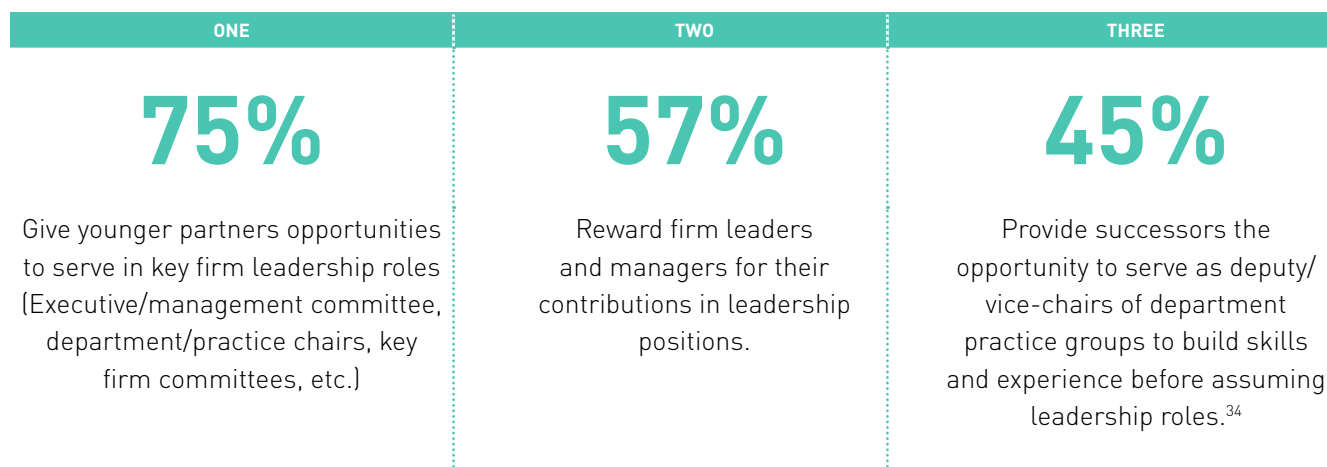 ONE
75%
Give younger partners opportunities
to serve in key firm leadership roles
(Executive/management committee,
department/practice chairs, key
firm committees, etc.)
TWO
57%
Reward firm leaders
and managers for their
contributions in leadership
positions.
THREE
45%
Provide successors the
opportunity to serve as deputy/
vice-chairs of department
practice groups to build skills
and experience before assuming
leadership roles.34